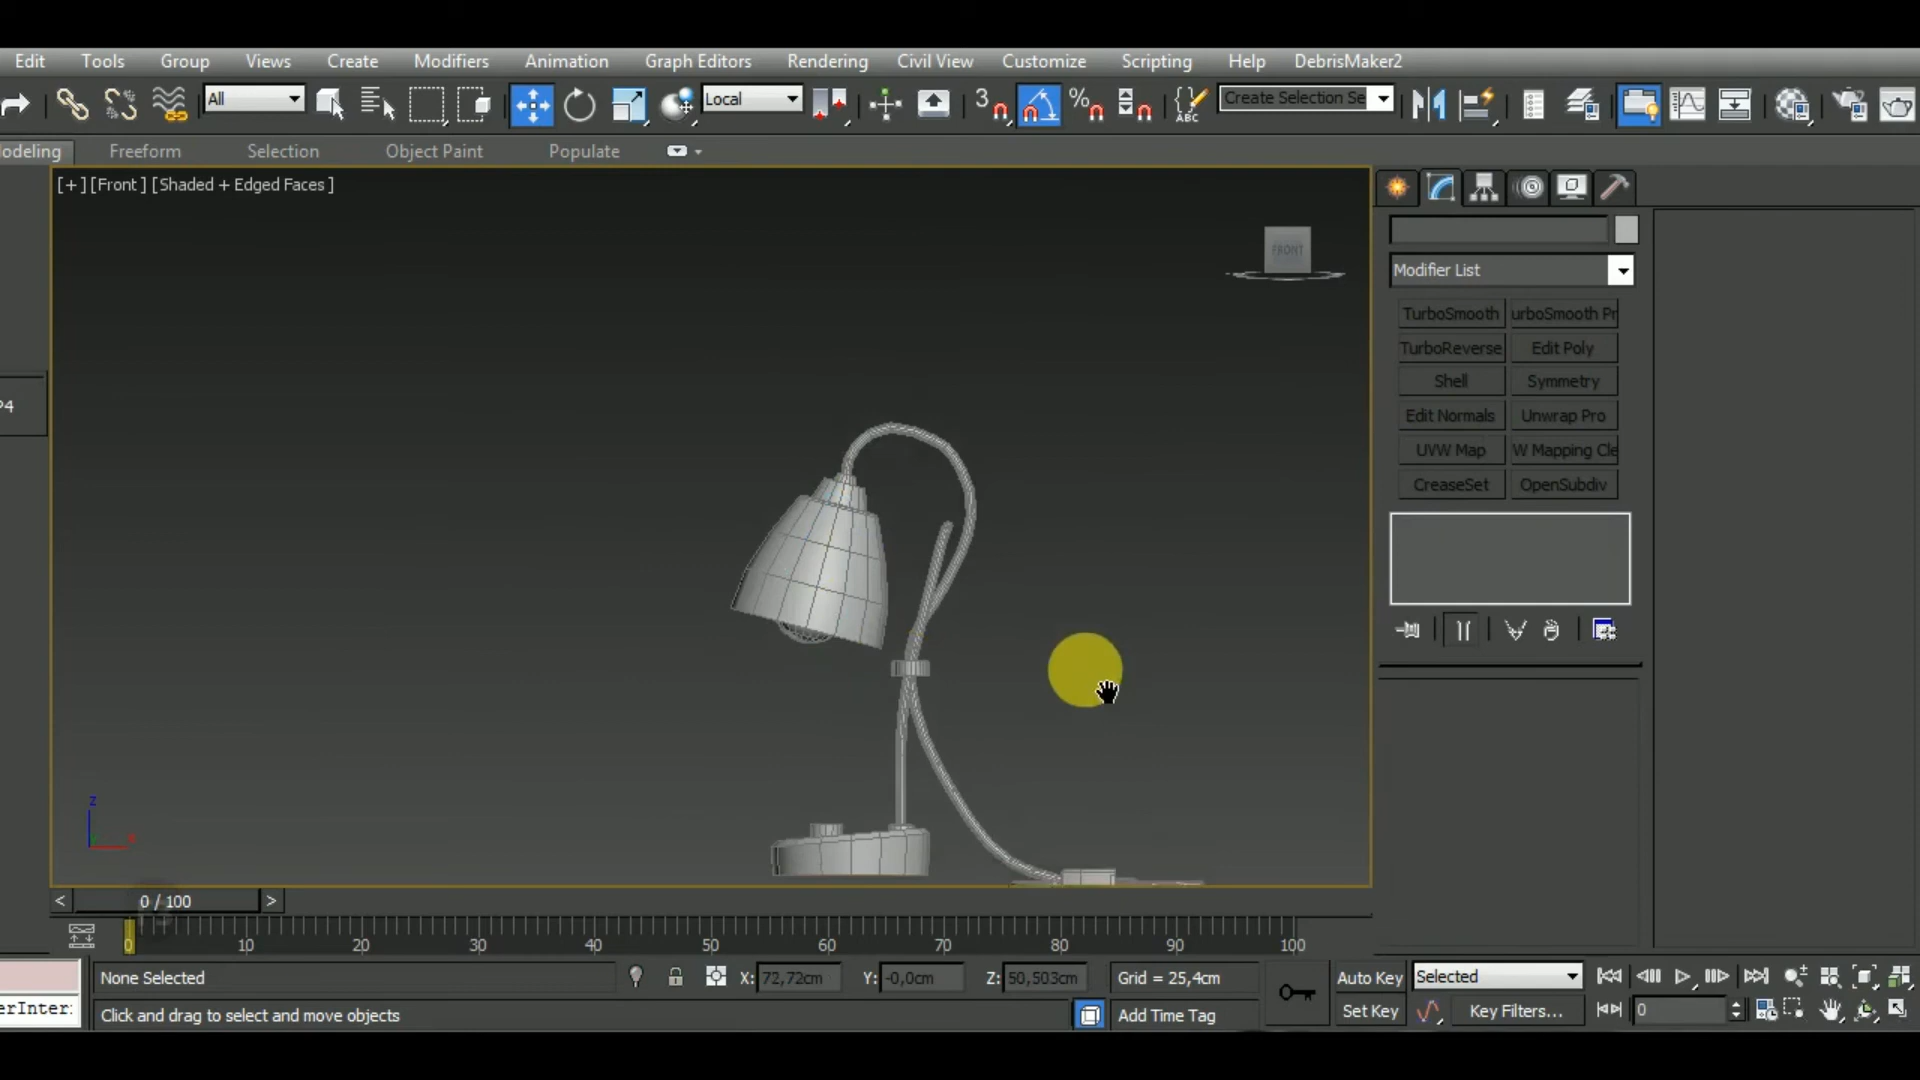 Edit Tools Group Views Create Modifiers Animation Graph Editors Rendering Civil View Customize Scripting Help DebrisMaker2
All Local 3 % ABC Create Selection Se
odeling Freeform Selection Object Paint Populate
[+] [Front ] [Shaded + Edged Faces ]
FRONT
Modifier List
TurboSmooth urboSmooth Pr
TurboReverse Edit Poly
Shell Symmetry
Edit Normals Unwrap Pro
UVW Map W Mapping Cle
CreaseSet OpenSubdiv
P4
z
x
< 0 / 100 >
0 10 20 30 40 50 60 70 80 90 100
None Selected X: 72,72cm Y: -0,0cm Z: 50,503cm Grid = 25,4cm Auto Key Selected
erInter: Click and drag to select and move objects Add Time Tag Set Key Key Filters... 0